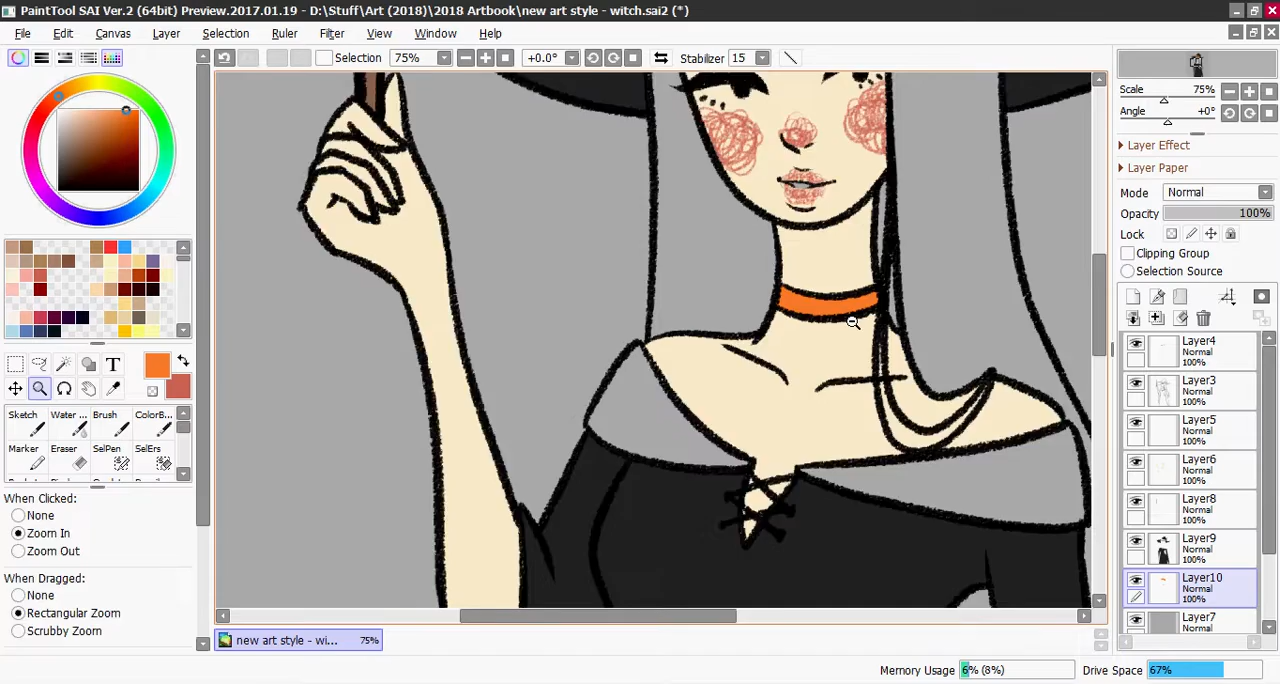 PaintTool SAI Ver.2 (64bit) Preview.2017.01.19 - D:\Stuff\Art (2018)\2018 Artbook\new art style - witch.sai2 (*)
File Edit Canvas Layer Selection Ruler Filter View Window Help
Selection 75% +0.0° Stabilizer 15
Scale 75%
Angle +0°
Layer Effect
Layer Paper
Mode Normal
Opacity 100%
Lock
Clipping Group
Selection Source
T
Sketch Water ... Brush ColorB...
Marker Eraser SelPen SelErs
When Clicked:
None
Zoom In
Zoom Out
When Dragged:
None
Rectangular Zoom
Scrubby Zoom
Layer4
Normal
100%
Layer3
Normal
100%
Layer5
Normal
100%
Layer6
Normal
100%
Layer8
Normal
100%
Layer9
Normal
100%
Layer10
Normal
100%
Layer7
Normal
new art style - wi... 75%
Memory Usage 6% (8%) Drive Space 67%